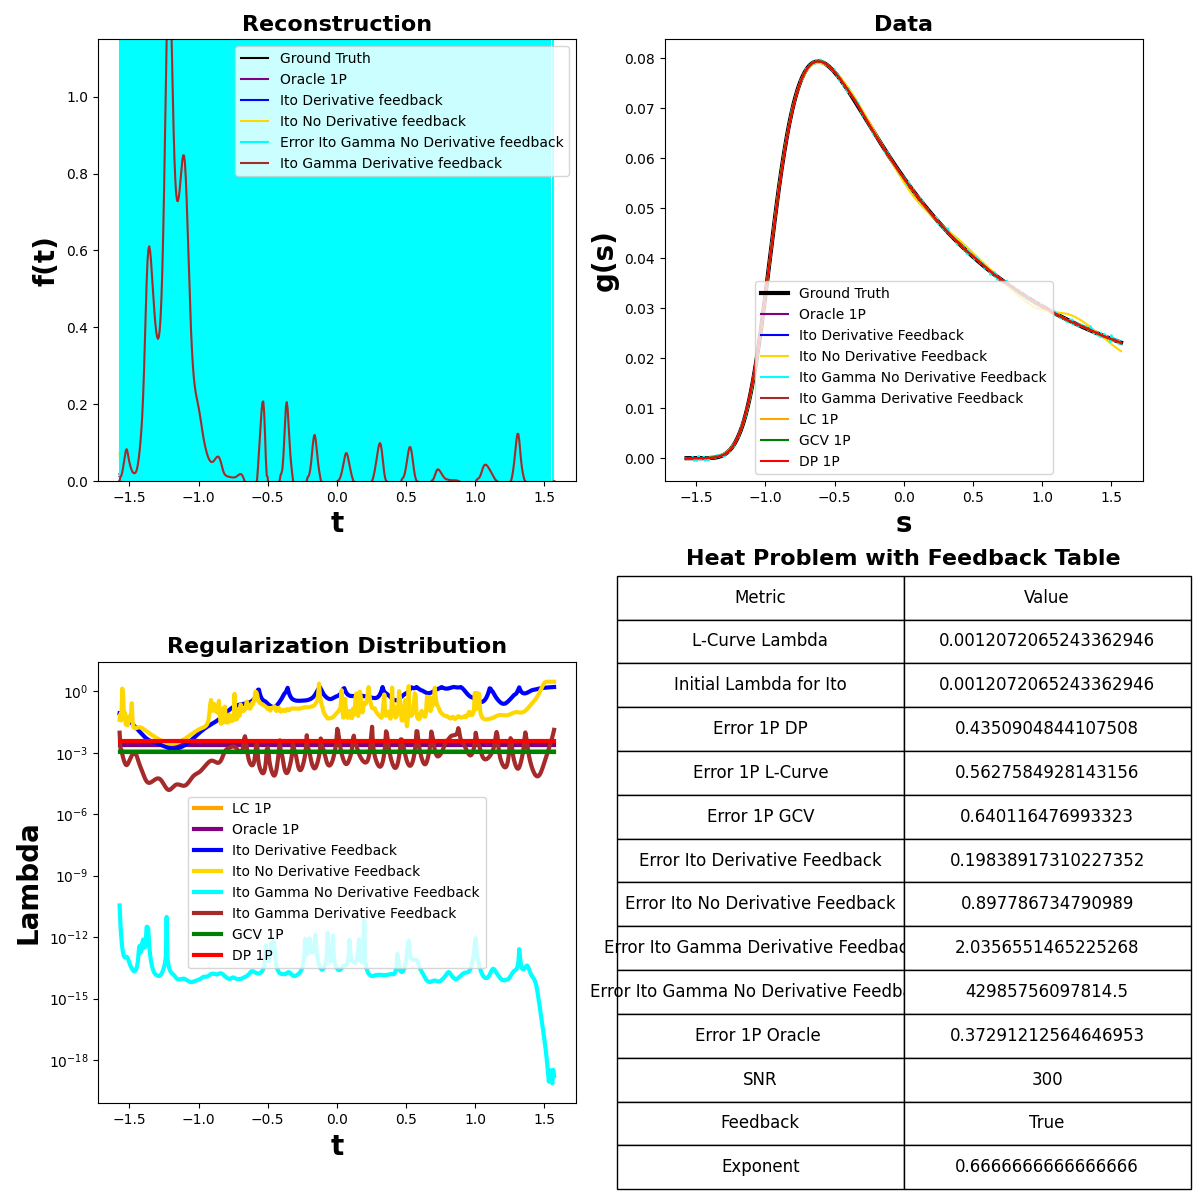 Reconstruction
f(t)
1.0
0.8
0.6
0.4
0.2
0.0
Ground Truth
Oracle 1P
Ito Derivative feedback
Ito No Derivative feedback
Error Ito Gamma No Derivative feedback
Ito Gamma Derivative feedback
−1.5 −1.0 −0.5 0.0 0.5 1.0 1.5
t
Data
g(s)
0.08
0.07
0.06
0.05
0.04
0.03
0.02
0.01
0.00
Ground Truth
Oracle 1P
Ito Derivative Feedback
Ito No Derivative Feedback
Ito Gamma No Derivative Feedback
Ito Gamma Derivative Feedback
LC 1P
GCV 1P
DP 1P
−1.5 −1.0 −0.5 0.0 0.5 1.0 1.5
s
Regularization Distribution
Lambda
10⁰
10⁻³
10⁻⁶
10⁻⁹
10⁻¹²
10⁻¹⁵
10⁻¹⁸
LC 1P
Oracle 1P
Ito Derivative Feedback
Ito No Derivative Feedback
Ito Gamma No Derivative Feedback
Ito Gamma Derivative Feedback
GCV 1P
DP 1P
−1.5 −1.0 −0.5 0.0 0.5 1.0 1.5
t
Heat Problem with Feedback Table
Metric Value
L-Curve Lambda 0.0012072065243362946
Initial Lambda for Ito 0.0012072065243362946
Error 1P DP 0.4350904844107508
Error 1P L-Curve 0.5627584928143156
Error 1P GCV 0.640116476993323
Error Ito Derivative Feedback 0.19838917310227352
Error Ito No Derivative Feedback 0.897786734790989
Error Ito Gamma Derivative Feedbac 2.0356551465225268
Error Ito Gamma No Derivative Feedba 42985756097814.5
Error 1P Oracle 0.37291212564646953
SNR 300
Feedback True
Exponent 0.6666666666666666